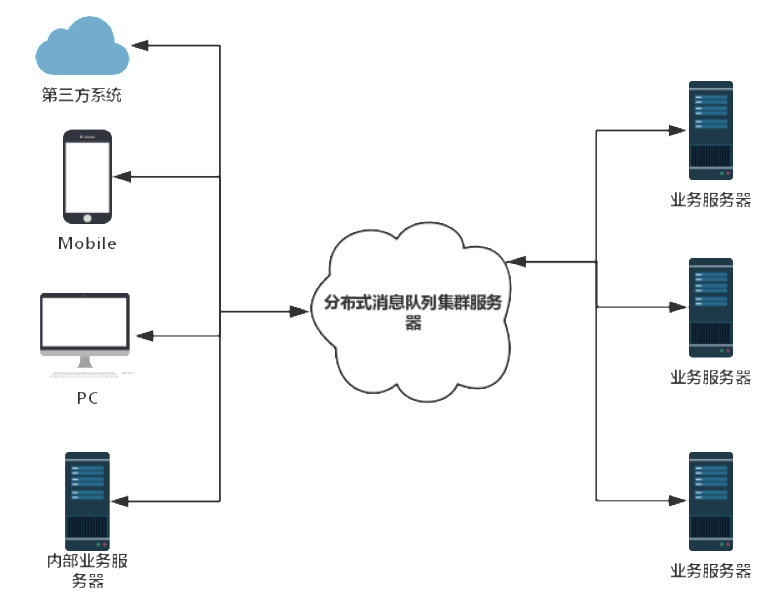 第三方系统
Mobile
PC
内部业务服
务器
分布式消息队列集群服务
器
业务服务器
业务服务器
业务服务器